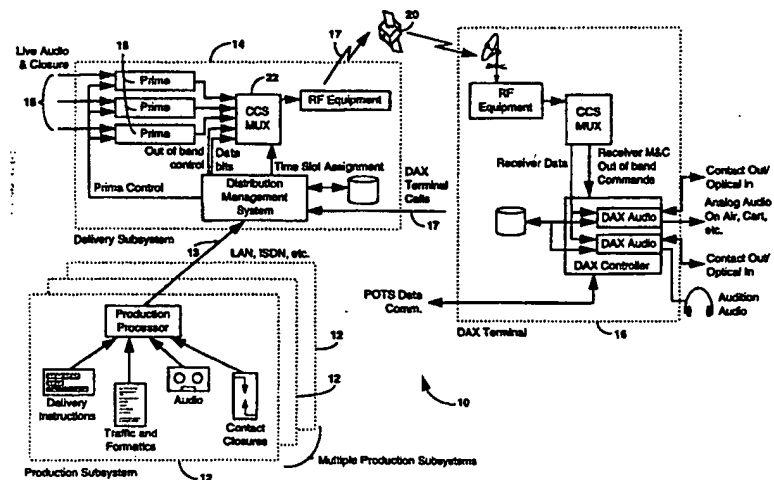 Live Audio
& Closure
18
15
Prima
Prima
Prima
14
22
CCS
MUX
17
RF Equipment
20
Out of band
control
Data
bits
Time Slot Assignment
Prima Control
Distribution
Management
System
DAX
Terminal
Calls
17
Delivery Subsystem
13
RF
Equipment
CCS
MUX
Receiver Data
Receiver M&C
Out of band
Commands
Contact Out/
Optical In
DAX Audio
Analog Audio
On Air, Cart,
etc.
DAX Audio
Contact Out/
Optical In
DAX Controller
POTS Data
Comm.
Audition
Audio
DAX Terminal
16
LAN, ISDN, etc.
Production
Processor
12
12
Delivery
Instructions
Traffic and
Formatics
Audio
Contact
Closures
10
Multiple Production Subsystems
Production Subsystem
12